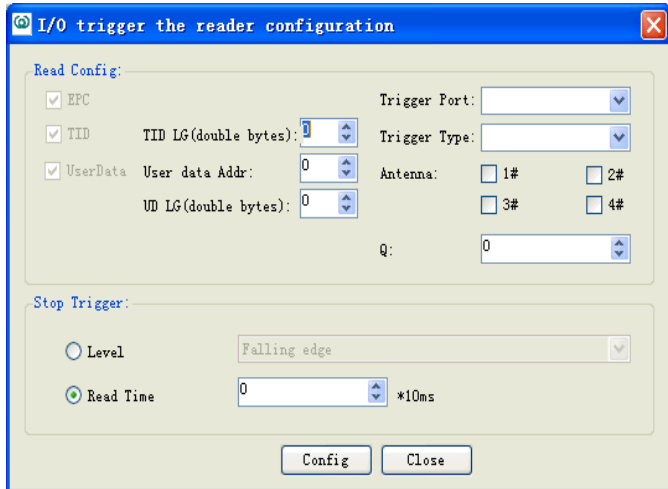 I/O trigger the reader configuration
Read Config:
EPC
Trigger Port:
TID TID LG(double bytes): 0 Trigger Type:
UserData User data Addr: 0 Antenna: 1# 2#
UD LG(double bytes): 0 3# 4#
Q: 0
Stop Trigger:
Level Falling edge
Read Time 0 *10ms
Config Close